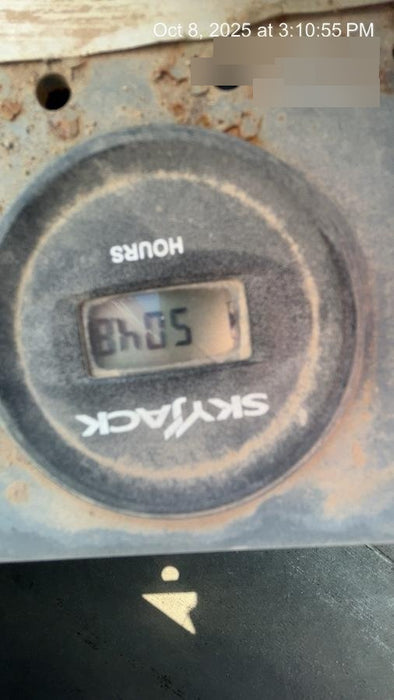 Oct 8, 2025 at 3:10:55 PM
SKYJACK
5048
HOURS